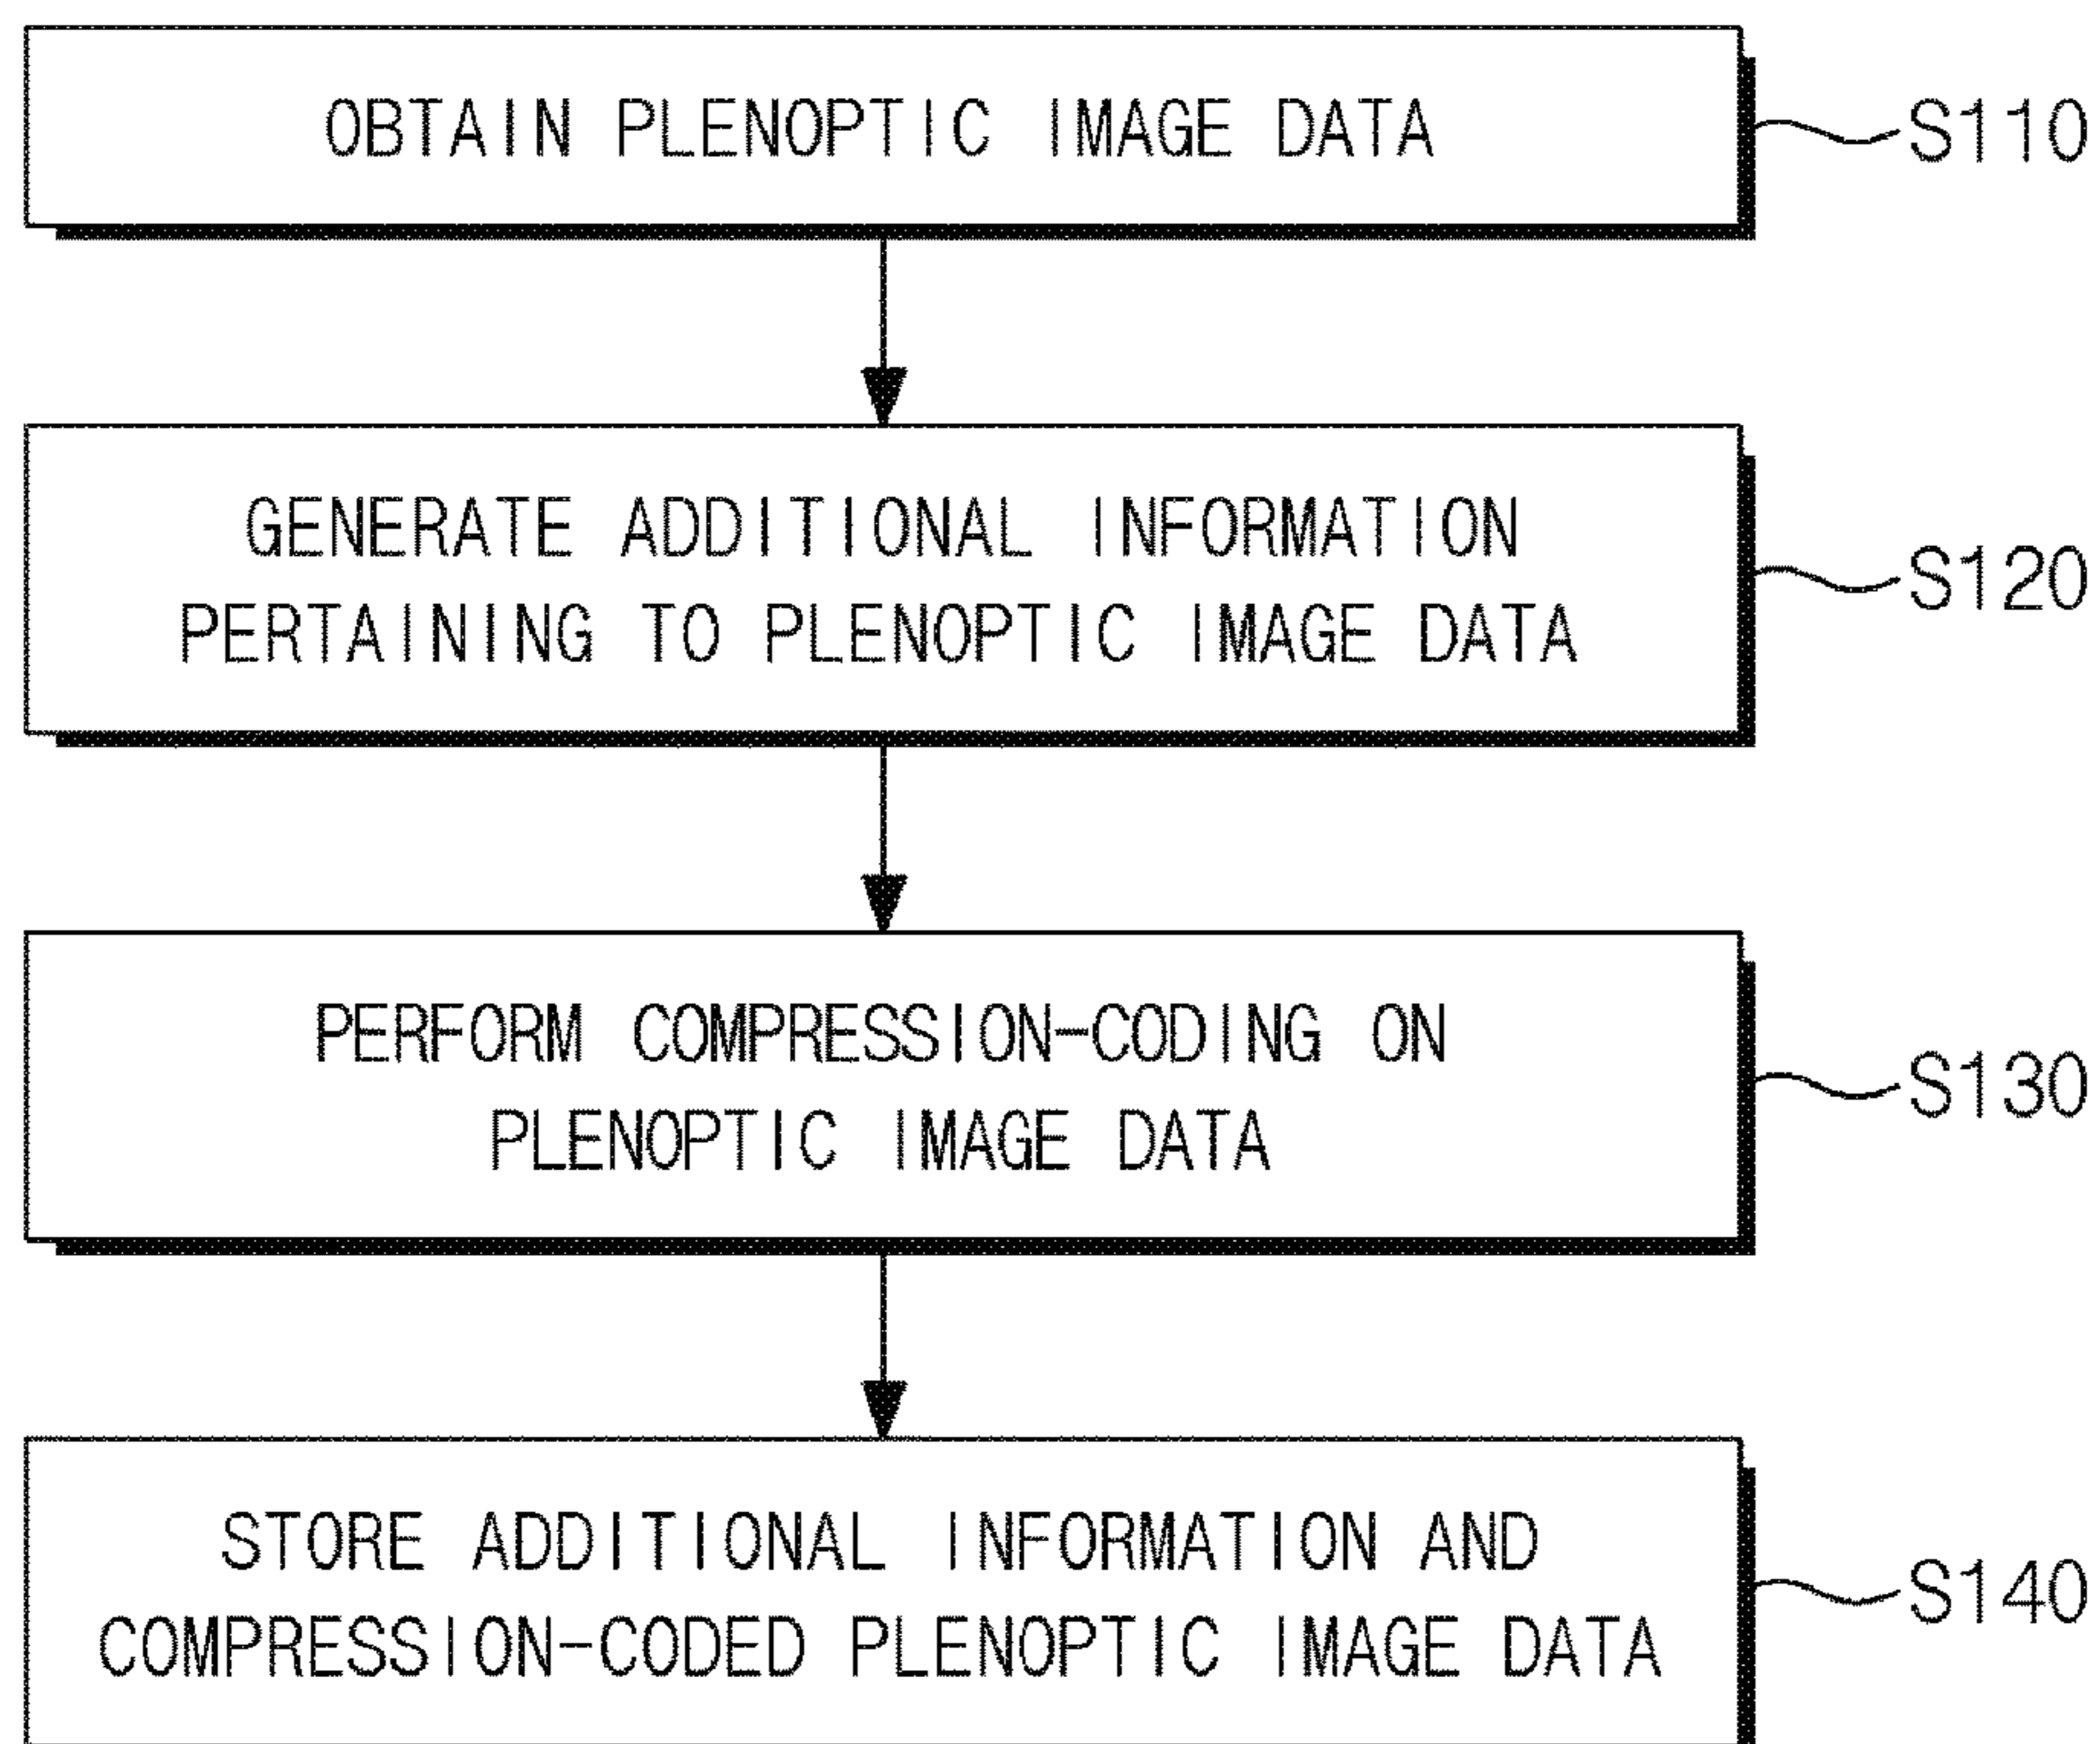 OBTAIN PLENOPTIC IMAGE DATA
S110
GENERATE ADDITIONAL INFORMATION
PERTAINING TO PLENOPTIC IMAGE DATA
S120
PERFORM COMPRESSION-CODING ON
PLENOPTIC IMAGE DATA
S130
STORE ADDITIONAL INFORMATION AND
COMPRESSION-CODED PLENOPTIC IMAGE DATA
S140